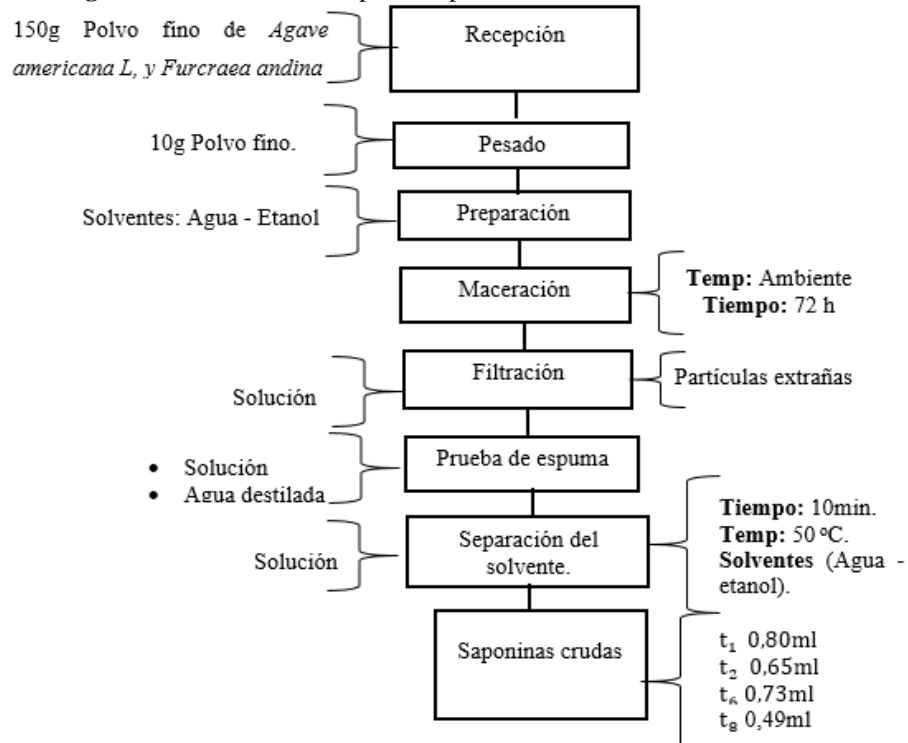 150g Polvo fino de Agave
americana L, y Furcraea andina
Recepción
10g Polvo fino.
Pesado
Solventes: Agua - Etanol
Preparación
Maceración
Temp: Ambiente
Tiempo: 72 h
Filtración
Partículas extrañas
Solución
Prueba de espuma
• Solución
• Agua destilada
Separación del
solvente.
Solución
Tiempo: 10min.
Temp: 50 ºC.
Solventes (Agua -
etanol).
Saponinas crudas
t₁ 0,80ml
t₂ 0,65ml
t₆ 0,73ml
t₈ 0,49ml